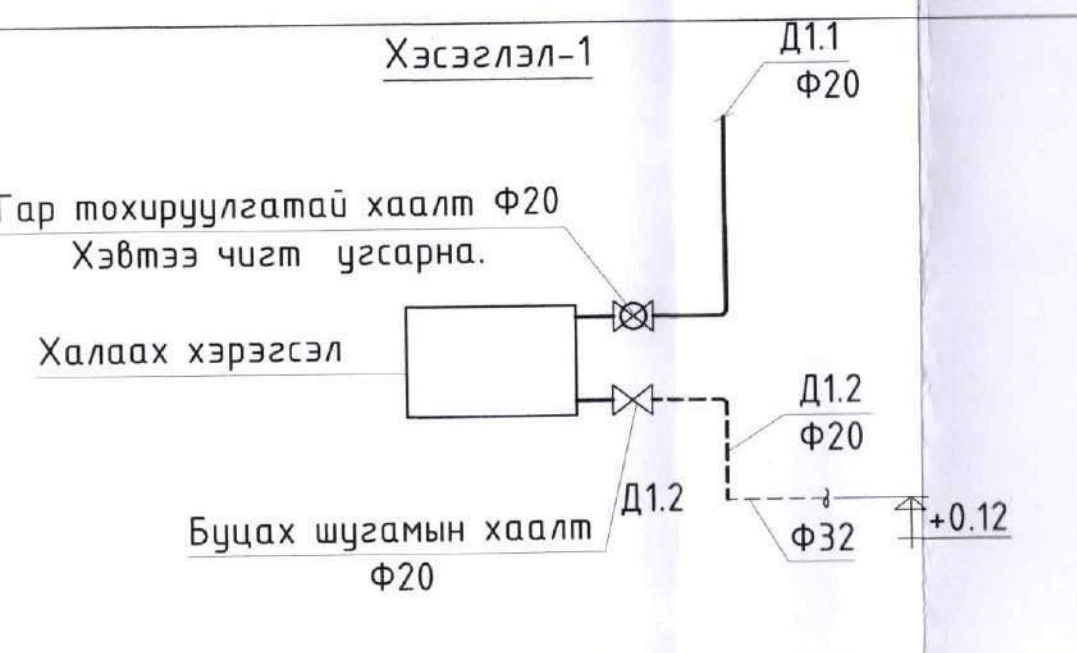 Хэсэглэл-1
Д1.1
Ф20
Гар тохируулгатай хаалт Ф20
Хэвтээ чигт угсарна.
Халаах хэрэгсэл
Д1.2
Ф20
Д1.2
Буцах шугамын хаалт
Ф20
Ф32
+0.12